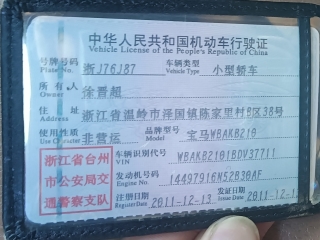 中华人民共和国机动车行驶证
Vehicle License of the People's Republic of China
号牌号码 浙J76J87 车辆类型 小型轿车
Plate No. Vehicle Type
所有人 徐晋超
Owner
住址 浙江省温岭市泽国镇陈家里村B区38号
Address
使用性质 非营运 品牌型号 宝马WBAKB210
Use Character Model
浙江省台州
市公安局交
通警察支队
车辆识别代号 WBAKB2101BDV37711
VIN
发动机号码 14497916N52B30AF
Engine No.
注册日期 2011-12-13 发证日期 2011-12-
Register Date Issue Date